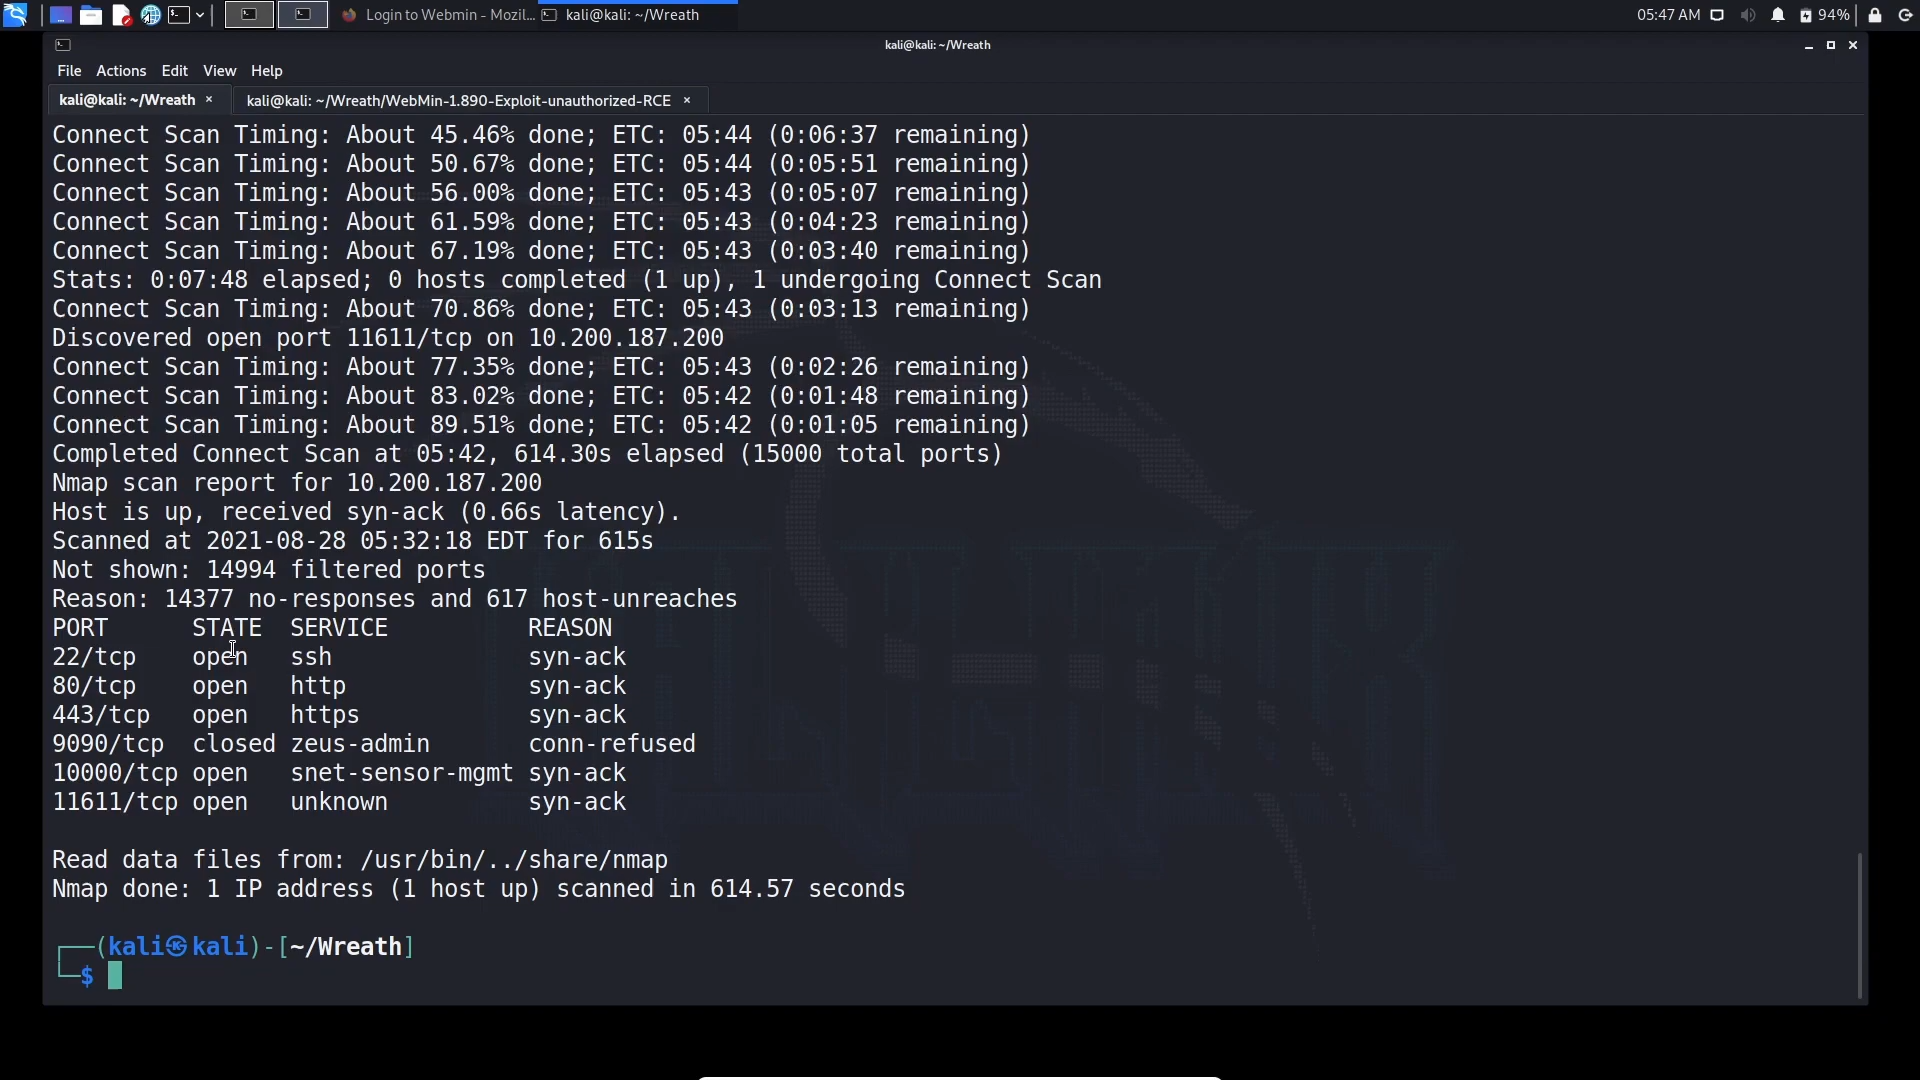 Login to Webmin - Mozil...
kali@kali: ~/Wreath
05:47 AM
94%
kali@kali: ~/Wreath
File Actions Edit View Help
kali@kali: ~/Wreath ×
kali@kali: ~/Wreath/WebMin-1.890-Exploit-unauthorized-RCE ×
Connect Scan Timing: About 45.46% done; ETC: 05:44 (0:06:37 remaining)
Connect Scan Timing: About 50.67% done; ETC: 05:44 (0:05:51 remaining)
Connect Scan Timing: About 56.00% done; ETC: 05:43 (0:05:07 remaining)
Connect Scan Timing: About 61.59% done; ETC: 05:43 (0:04:23 remaining)
Connect Scan Timing: About 67.19% done; ETC: 05:43 (0:03:40 remaining)
Stats: 0:07:48 elapsed; 0 hosts completed (1 up), 1 undergoing Connect Scan
Connect Scan Timing: About 70.86% done; ETC: 05:43 (0:03:13 remaining)
Discovered open port 11611/tcp on 10.200.187.200
Connect Scan Timing: About 77.35% done; ETC: 05:43 (0:02:26 remaining)
Connect Scan Timing: About 83.02% done; ETC: 05:42 (0:01:48 remaining)
Connect Scan Timing: About 89.51% done; ETC: 05:42 (0:01:05 remaining)
Completed Connect Scan at 05:42, 614.30s elapsed (15000 total ports)
Nmap scan report for 10.200.187.200
Host is up, received syn-ack (0.66s latency).
Scanned at 2021-08-28 05:32:18 EDT for 615s
Not shown: 14994 filtered ports
Reason: 14377 no-responses and 617 host-unreaches
PORT STATE SERVICE REASON
22/tcp open ssh syn-ack
80/tcp open http syn-ack
443/tcp open https syn-ack
9090/tcp closed zeus-admin conn-refused
10000/tcp open snet-sensor-mgmt syn-ack
11611/tcp open unknown syn-ack
Read data files from: /usr/bin/../share/nmap
Nmap done: 1 IP address (1 host up) scanned in 614.57 seconds
┌──(kali㉿kali)-[~/Wreath]
└─$